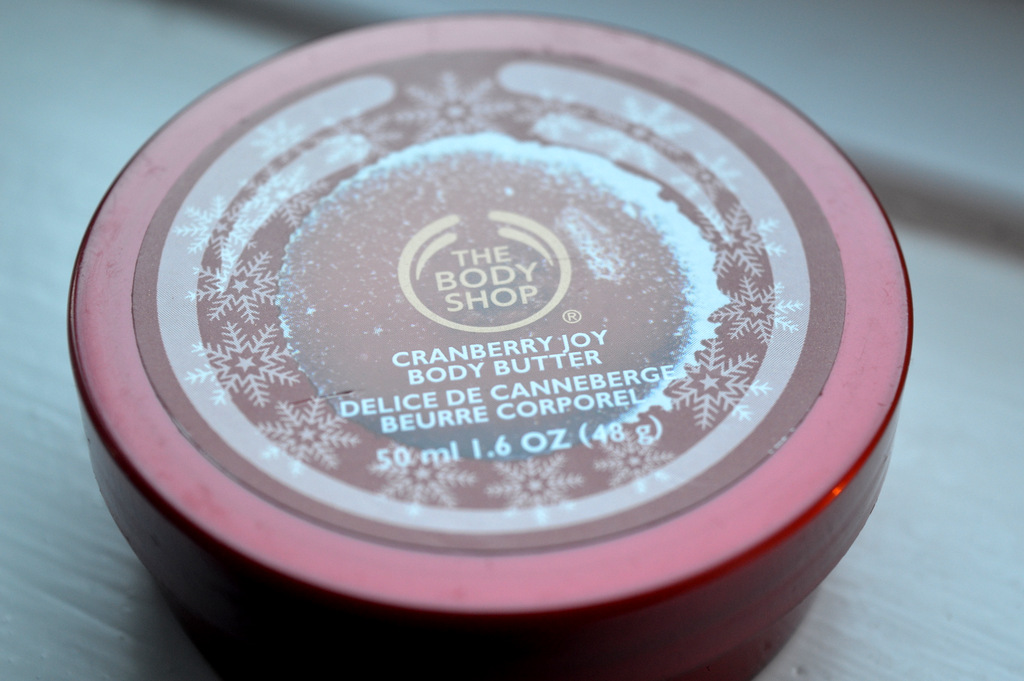 THE
BODY
SHOP
®
CRANBERRY JOY
BODY BUTTER
DELICE DE CANNEBERGE
BEURRE CORPOREL
50 ml 1.6 OZ (48 g)